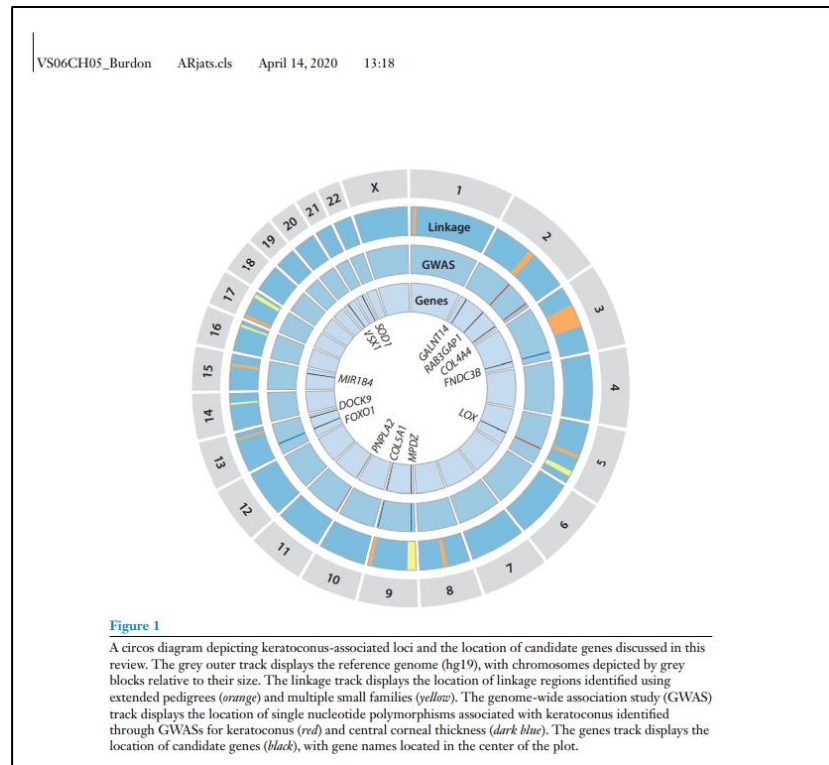 VS06CH05_Burdon ARjats.cls April 14, 2020 13:18
X
1
2
3
4
5
6
7
8
9
10
11
12
13
14
15
16
17
18
19
20
21
22
Linkage
GWAS
Genes
GALNT14
RAB3GAP1
COL4A4
FNDC3B
LOX
MPDZ
COL5A1
PNPLA2
FOXO1
DOCK9
MIR184
VSX1
SOD1
Figure 1
A circos diagram depicting keratoconus-associated loci and the location of candidate genes discussed in this
review. The grey outer track displays the reference genome (hg19), with chromosomes depicted by grey
blocks relative to their size. The linkage track displays the location of linkage regions identified using
extended pedigrees (orange) and multiple small families (yellow). The genome-wide association study (GWAS)
track displays the location of single nucleotide polymorphisms associated with keratoconus identified
through GWASs for keratoconus (red) and central corneal thickness (dark blue). The genes track displays the
location of candidate genes (black), with gene names located in the center of the plot.